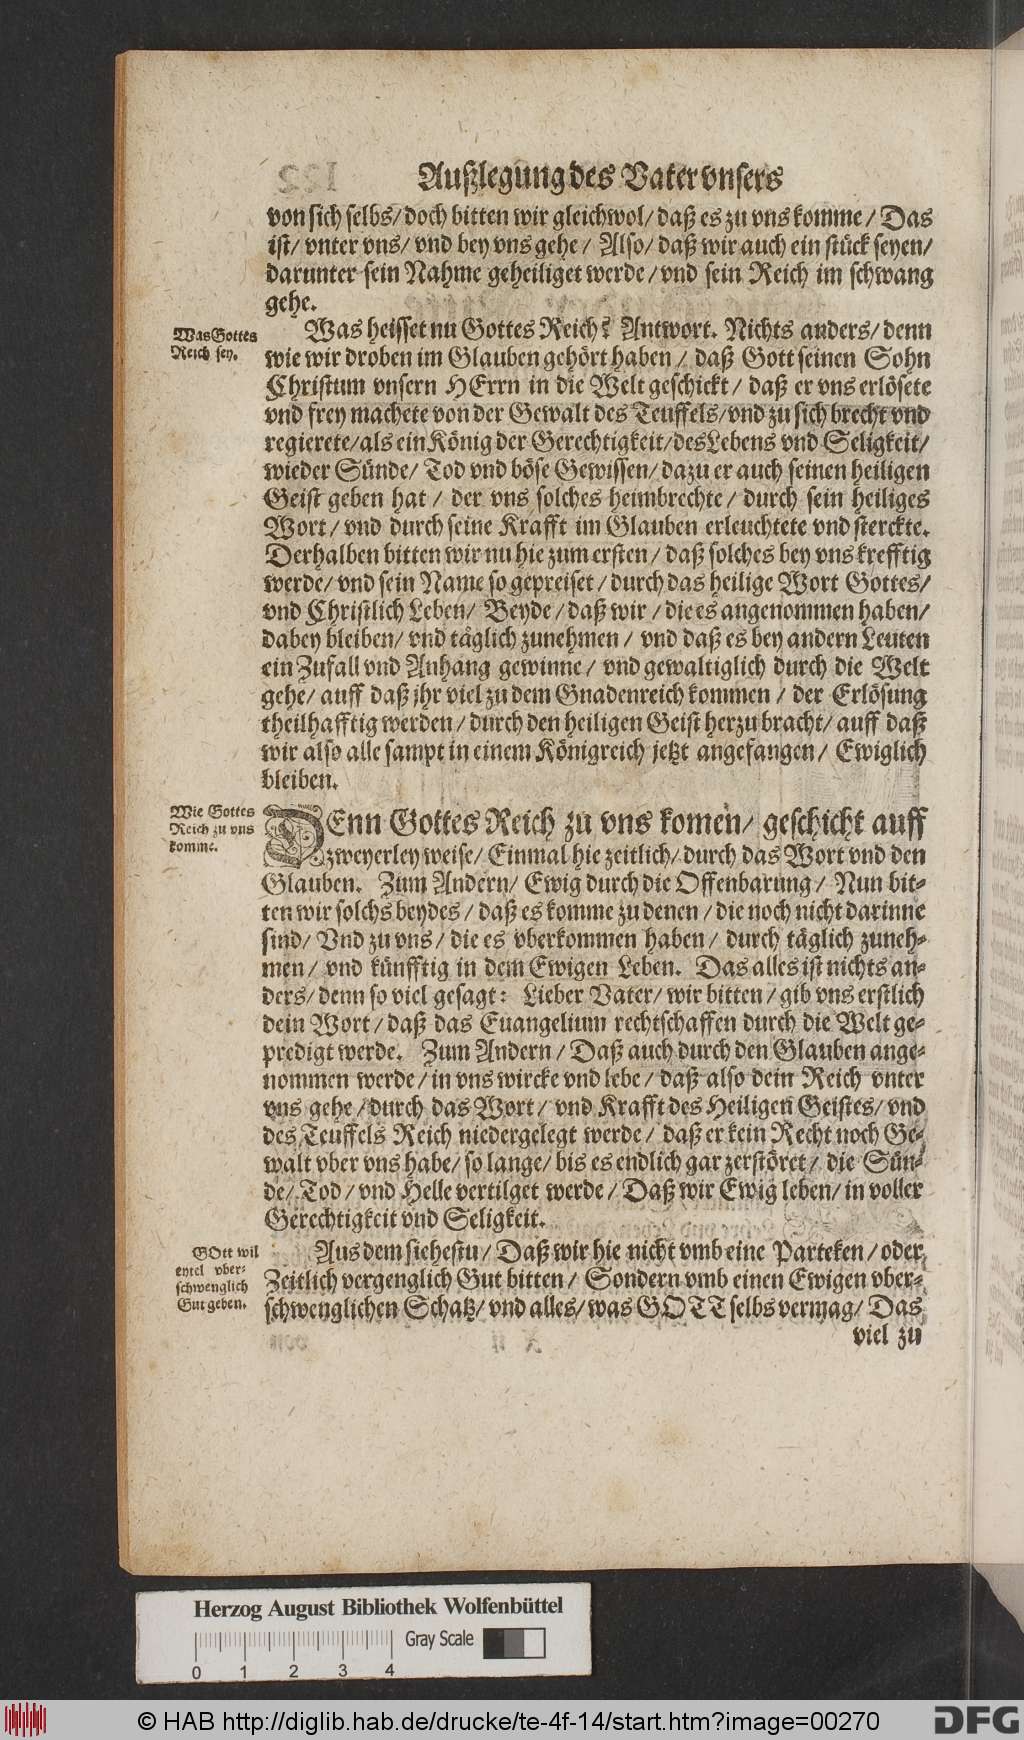 Außlegung des Vater vnsers
von sich selbs/ doch bitten wir gleichwol/ daß es zu vns komme/ Das
ist/ vnter vns/ vnd bey vns gehe/ Also/ daß wir auch ein stück seyen/
darunter sein Nahme geheiliget werde/ vnd sein Reich im schwang
gehe.
Was Gottes
Reich sey.
Was heisset nu Gottes Reich? Antwort. Nichts anders/ denn
wie wir droben im Glauben gehört haben/ daß Gott seinen Sohn
Christum vnsern HErrn in die Welt geschickt/ daß er vns erlösete
vnd frey machete von der Gewalt des Teuffels/ vnd zu sich brecht vnd
regierete/ als ein König der Gerechtigkeit/ des Lebens vnd Seligkeit/
wieder Sünde/ Tod vnd böse Gewissen/ dazu er auch seinen heiligen
Geist geben hat/ der vns solches heimbrechte/ durch sein heiliges
Wort/ vnd durch seine Krafft im Glauben erleuchtete vnd sterckte.
Derhalben bitten wir nu hie zum ersten/ daß solches bey vns krefftig
werde/ vnd sein Name so gepreiset/ durch das heilige Wort Gottes/
vnd Christlich Leben/ Beyde/ daß wir/ die es angenommen haben/
dabey bleiben/ vnd täglich zunehmen/ vnd daß es bey andern Leuten
ein Zufall vnd Anhang gewinne/ vnd gewaltiglich durch die Welt
gehe/ auff daß jhr viel zu dem Gnadenreich kommen/ der Erlösung
theilhafftig werden/ durch den heiligen Geist herzu bracht/ auff daß
wir also alle sampt in einem Königreich jetzt angefangen/ Ewiglich
bleiben.
Wie Gottes
Reich zu vns
komme.
DEnn Gottes Reich zu vns komen/ geschicht auff
zweyerley weise/ Einmal hie zeitlich/ durch das Wort vnd den
Glauben. Zum Andern/ Ewig durch die Offenbarung/ Nun bit-
ten wir solchs beydes/ daß es komme zu denen/ die noch nicht darinne
sind/ Vnd zu vns/ die es vberkommen haben/ durch täglich zuneh-
men/ vnd künfftig in dem Ewigen Leben. Das alles ist nichts an-
ders/ denn so viel gesagt: Lieber Vater/ wir bitten/ gib vns erstlich
dein Wort/ daß das Euangelium rechtschaffen durch die Welt ge-
predigt werde. Zum Andern/ Daß auch durch den Glauben ange-
nommen werde/ in vns wircke vnd lebe/ daß also dein Reich vnter
vns gehe/ durch das Wort/ vnd Krafft des Heiligen Geistes/ vnd
des Teuffels Reich niedergelegt werde/ daß er kein Recht noch Ge-
walt vber vns habe/ so lange/ bis es endlich gar zerstöret/ die Sün-
de/ Tod/ vnd Helle vertilget werde/ Daß wir Ewig leben/ in voller
Gerechtigkeit vnd Seligkeit.
GOtt wil
eytel vber-
schwenglich
Gut geben.
Aus dem siehestu/ Daß wir hie nicht vmb eine Parteken/ oder
Zeitlich vergenglich Gut bitten/ Sondern vmb einen Ewigen vber-
schwenglichen Schatz/ vnd alles/ was GOTT selbs vermag/ Das
viel zu
Herzog August Bibliothek Wolfenbüttel
Gray Scale
0 1 2 3 4
© HAB http://diglib.hab.de/drucke/te-4f-14/start.htm?image=00270
DFG